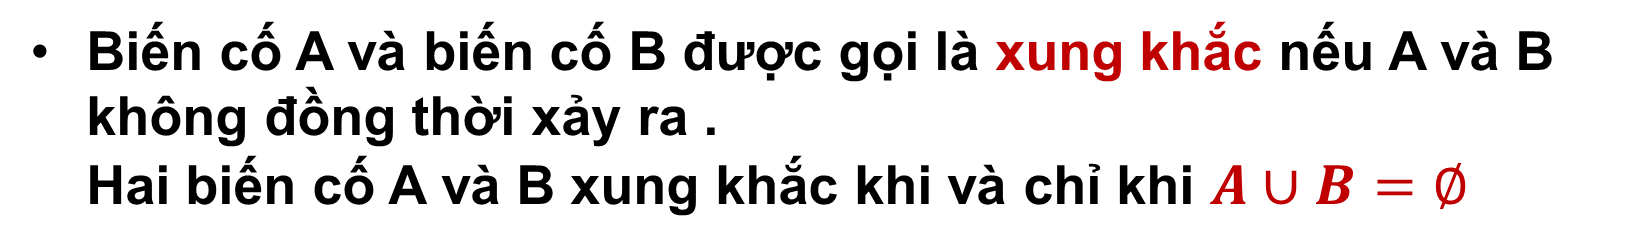 • Biến cố A và biến cố B được gọi là xung khắc nếu A và B
không đồng thời xảy ra .
Hai biến cố A và B xung khắc khi và chỉ khi A ∪ B = ∅